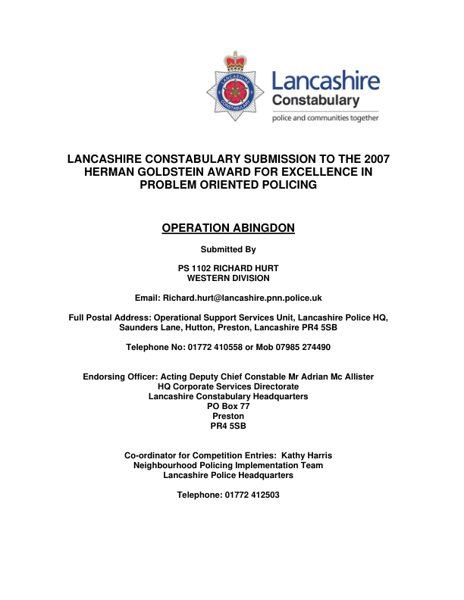 Lancashire
Constabulary
police and communities together
LANCASHIRE CONSTABULARY SUBMISSION TO THE 2007
HERMAN GOLDSTEIN AWARD FOR EXCELLENCE IN
PROBLEM ORIENTED POLICING
OPERATION ABINGDON
Submitted By
PS 1102 RICHARD HURT
WESTERN DIVISION
Email: Richard.hurt@lancashire.pnn.police.uk
Full Postal Address: Operational Support Services Unit, Lancashire Police HQ,
Saunders Lane, Hutton, Preston, Lancashire PR4 5SB
Telephone No: 01772 410558 or Mob 07985 274490
Endorsing Officer: Acting Deputy Chief Constable Mr Adrian Mc Allister
HQ Corporate Services Directorate
Lancashire Constabulary Headquarters
PO Box 77
Preston
PR4 5SB
Co-ordinator for Competition Entries: Kathy Harris
Neighbourhood Policing Implementation Team
Lancashire Police Headquarters
Telephone: 01772 412503